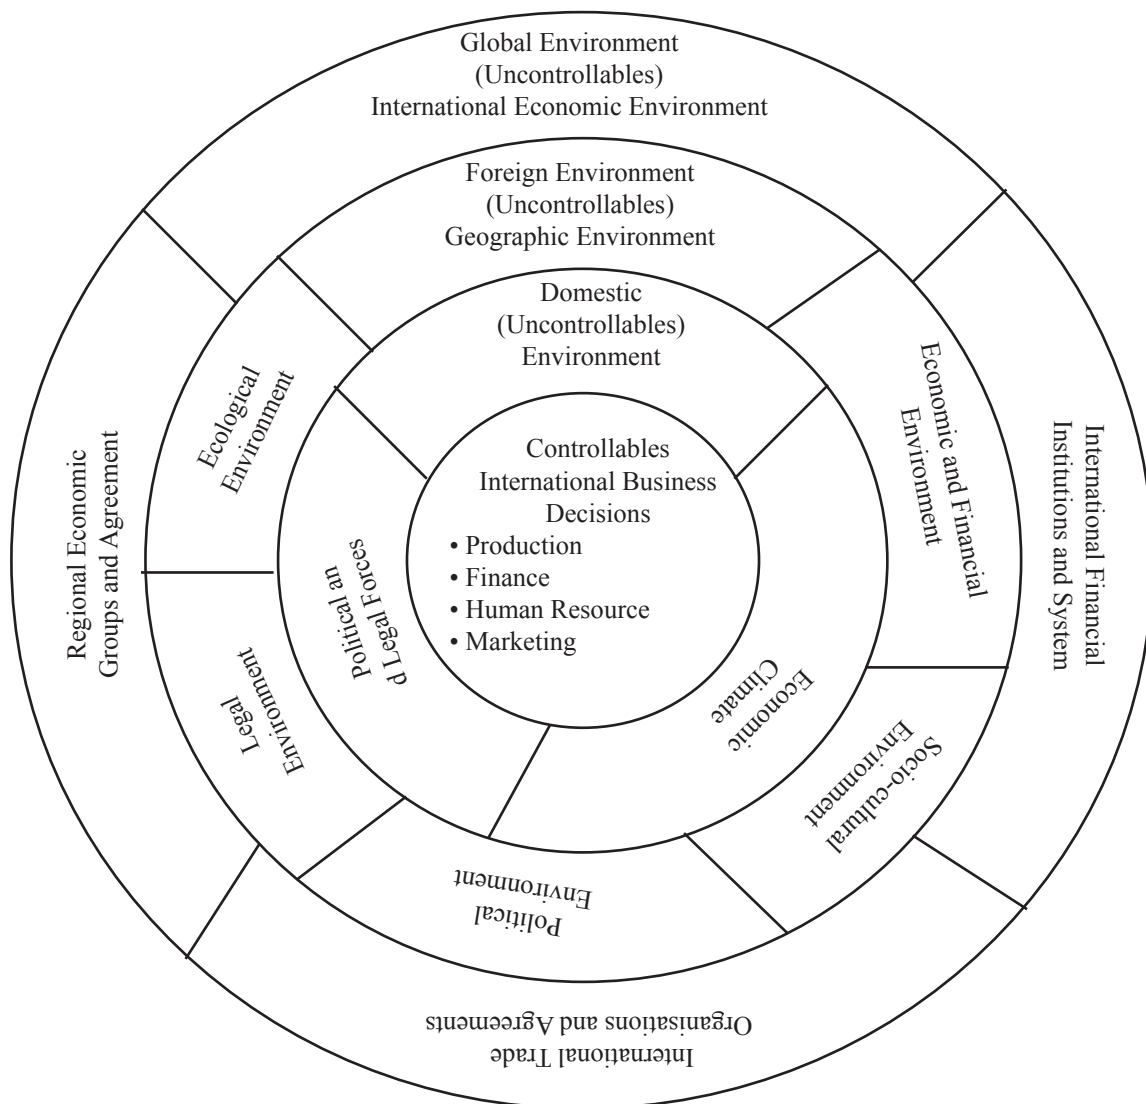 Global Environment
(Uncontrollables)
International Economic Environment
Foreign Environment
(Uncontrollables)
Geographic Environment
Domestic
(Uncontrollables)
Environment
Controllables
International Business
Decisions
• Production
• Finance
• Human Resource
• Marketing
Economic and Financial
Environment
International Financial
Institutions and System
Ecological
Environment
Regional Economic
Groups and Agreement
Political an
d Legal Forces
Economic
Climate
Legal
Environment
Socio-cultural
Environment
Political
Environment
International Trade
Organisations and Agreements